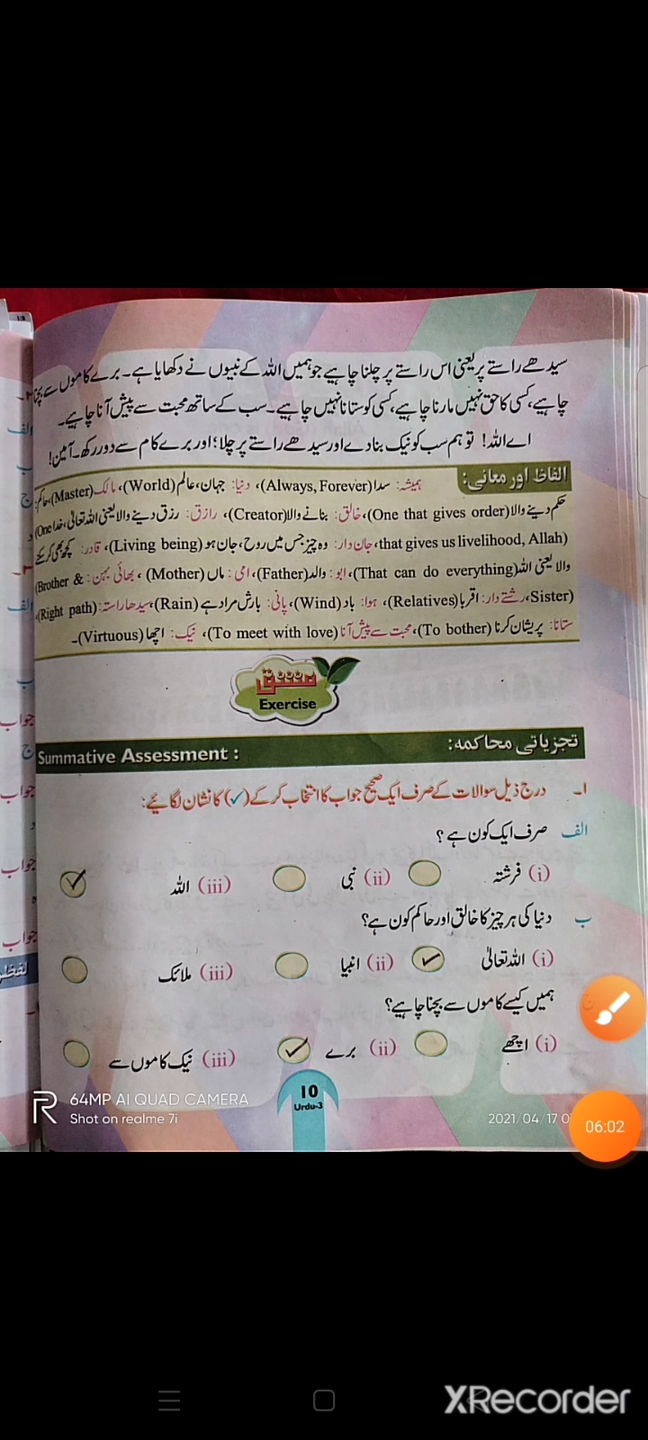 سیدھے راستے پر یعنی اس راستے پر چلنا چاہیے جو ہمیں اللہ کے نبیوں نے دکھایا ہے۔ برے کاموں سے بچنا
چاہیے، کسی کا حق نہیں مارنا چاہیے، کسی کو ستانا نہیں چاہیے۔ سب کے ساتھ محبت سے پیش آنا چاہیے۔
اے اللہ! تو ہم سب کو نیک بنا دے اور سیدھے راستے پر چلا؛ اور برے کام سے دور رکھ۔ آمین!
الفاظ اور معانی: ہمیشہ: سدا (Always, Forever)، دنیا: جہان، عالم (World)، مالک (Master)، حاکم:
حکم دینے والا (One that gives order)، خالق: بنانے والا (Creator)، رازق: رزق دینے والا یعنی اللہ تعالیٰ، خدا (One
that gives us livelihood, Allah)، جان دار: وہ چیز جس میں روح، جان ہو (Living being)، قادر: کچھ بھی کر سکنے
والا یعنی اللہ (That can do everything)، ابو: والد (Father)، امی: ماں (Mother)، بھائی بہن: (Brother &
Sister)، رشتے دار: اقربا (Relatives)، ہوا: باد (Wind)، پانی: بارش مراد ہے (Rain)، سیدھا راستہ: (Right path)،
ستانا: پریشان کرنا (To bother)، محبت سے پیش آنا (To meet with love)، نیک: اچھا (Virtuous)۔
مشق
Exercise
تجزیاتی محاکمہ: Summative Assessment :
۱۔ درج ذیل سوالات کے صرف ایک صحیح جواب کا انتخاب کر کے (✓) کا نشان لگائیے:
الف صرف ایک کون ہے؟
(i) فرشتہ (ii) نبی (iii) اللہ ✓
ب دنیا کی ہر چیز کا خالق اور حاکم کون ہے؟
(i) اللہ تعالیٰ ✓ (ii) انبیا (iii) ملائک
ہمیں کیسے کاموں سے بچنا چاہیے؟
(i) اچھے (ii) برے ✓ (iii) نیک کاموں سے
10
Urdu-3
R 64MP AI QUAD CAMERA
Shot on realme 7i
2021/04/17 0
06:02
XRecorder